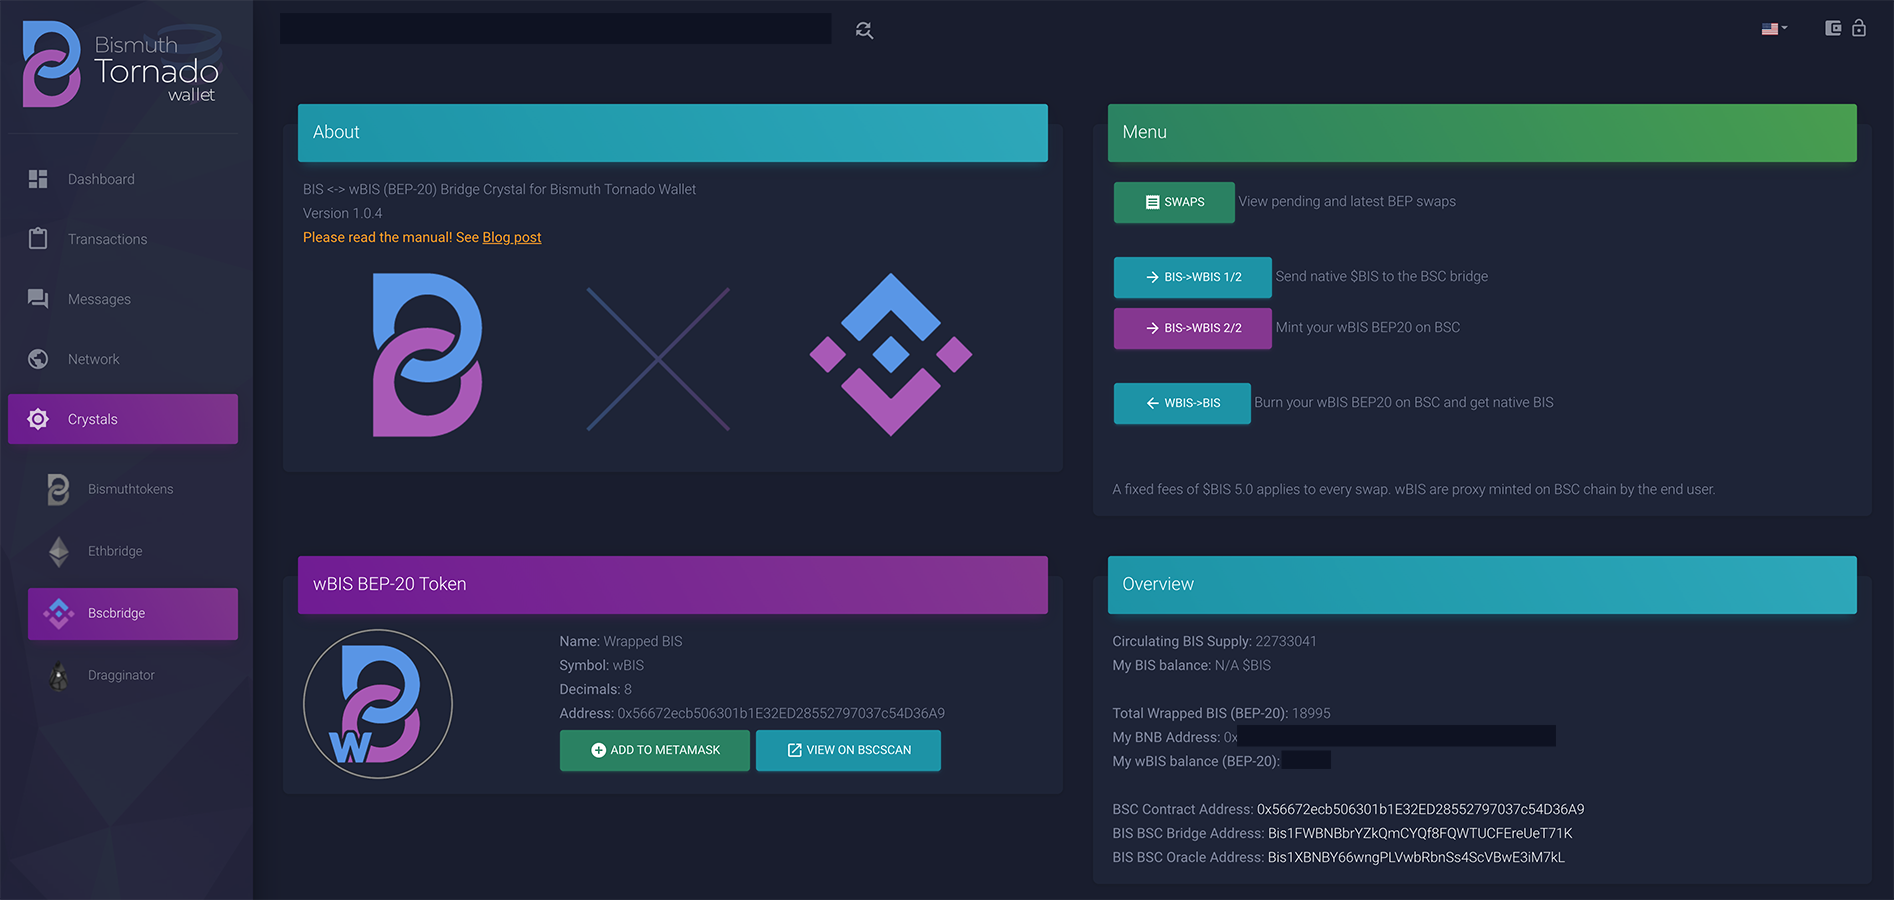 Bismuth
Tornado
wallet
Dashboard
Transactions
Messages
Network
Crystals
Bismuthtokens
Ethbridge
Bscbridge
Dragginator
About
BIS <-> wBIS (BEP-20) Bridge Crystal for Bismuth Tornado Wallet
Version 1.0.4
Please read the manual! See Blog post
Menu
SWAPS View pending and latest BEP swaps
BIS->WBIS 1/2 Send native $BIS to the BSC bridge
BIS->WBIS 2/2 Mint your wBIS BEP20 on BSC
WBIS->BIS Burn your wBIS BEP20 on BSC and get native BIS
A fixed fees of $BIS 5.0 applies to every swap. wBIS are proxy minted on BSC chain by the end user.
wBIS BEP-20 Token
W
Name: Wrapped BIS
Symbol: wBIS
Decimals: 8
Address: 0x56672ecb506301b1E32ED28552797037c54D36A9
ADD TO METAMASK VIEW ON BSCSCAN
Overview
Circulating BIS Supply: 22733041
My BIS balance: N/A $BIS
Total Wrapped BIS (BEP-20): 18995
My BNB Address: 0x
My wBIS balance (BEP-20):
BSC Contract Address: 0x56672ecb506301b1E32ED28552797037c54D36A9
BIS BSC Bridge Address: Bis1FWBNBbrYZkQmCYQf8FQWTUCFEreUeT71K
BIS BSC Oracle Address: Bis1XBNBY66wngPLVwbRbnSs4ScVBwE3iM7kL